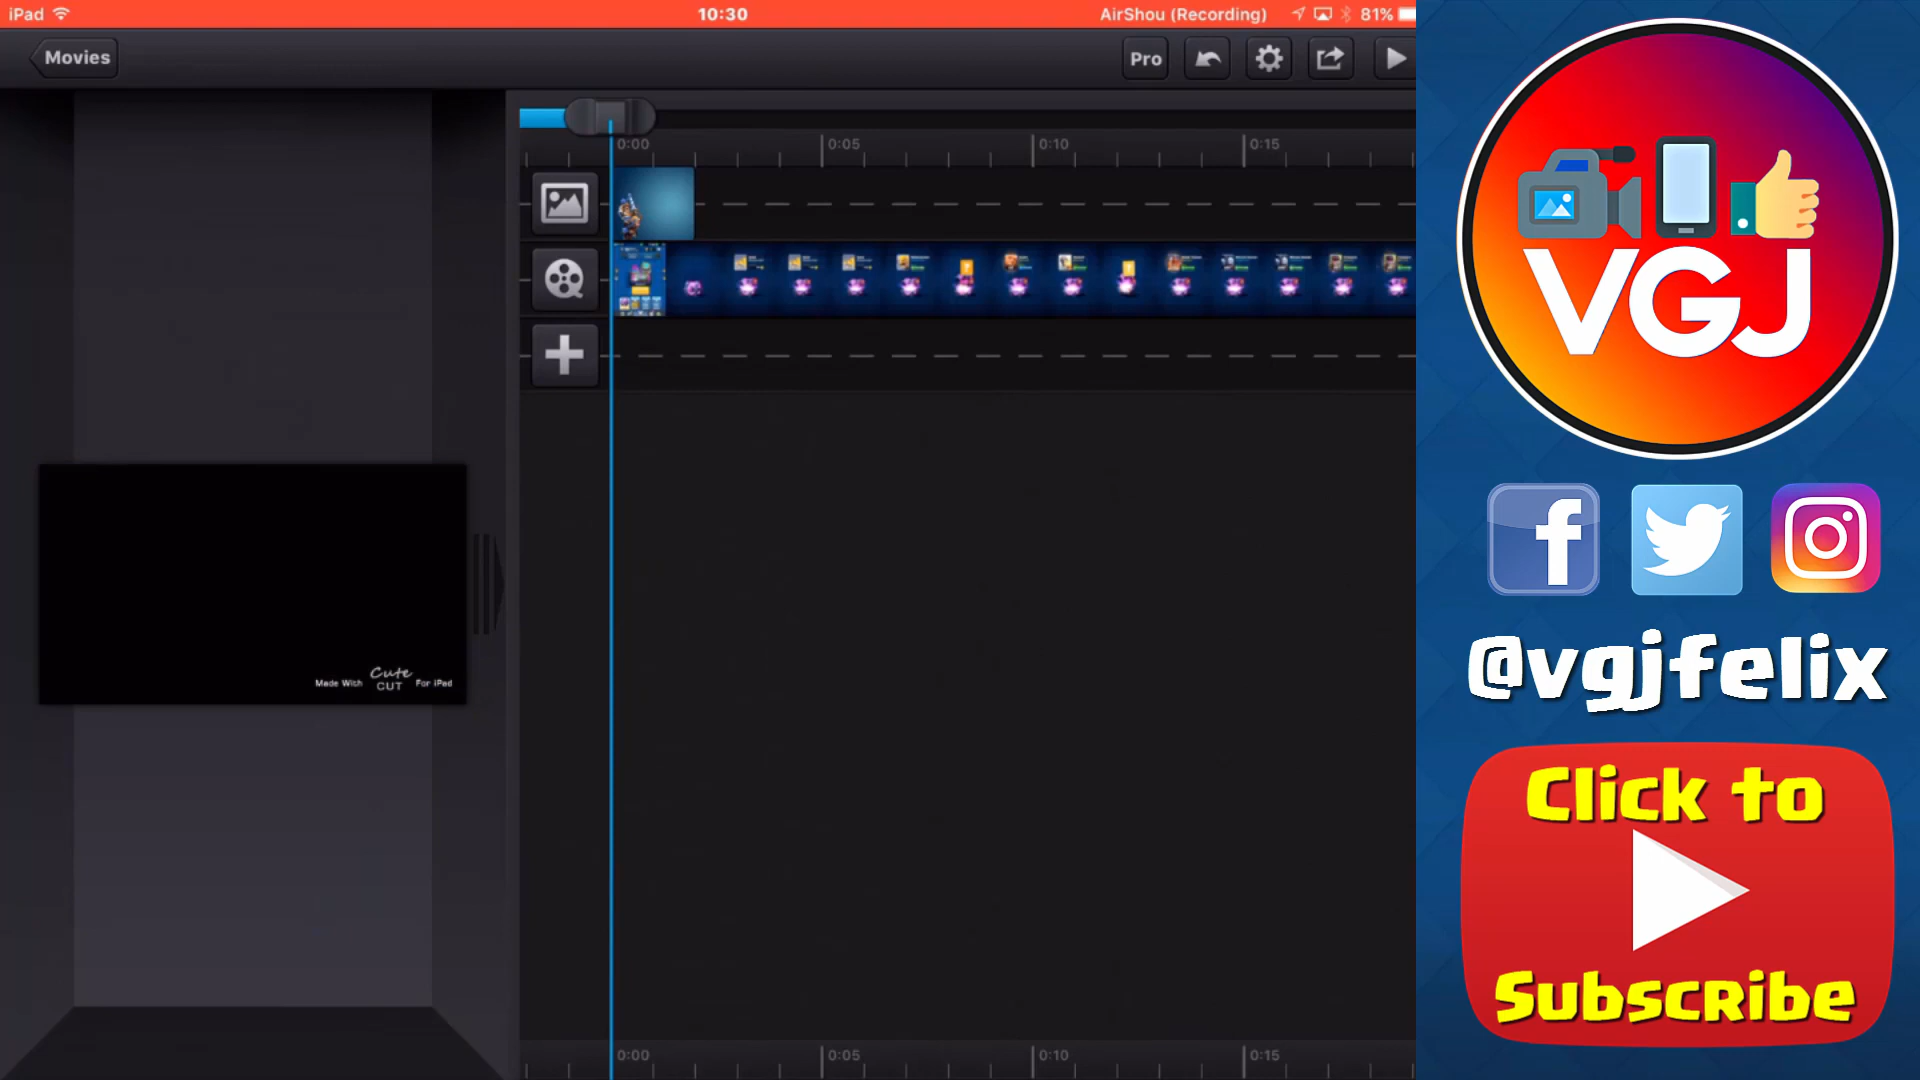 iPad 10:30 AirShou (Recording) 81%
Movies Pro
0:00 0:05 0:10 0:15
Made With Cute CUT For iPad
0:00 0:05 0:10 0:15
VGJ
f
@vgjfelix
Click to
Subscribe